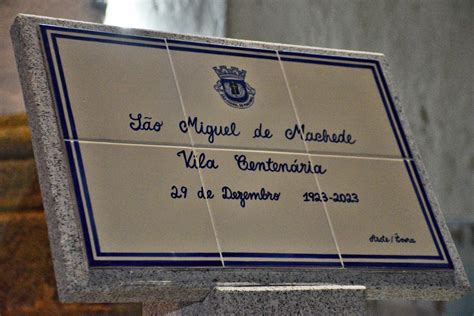 São Miguel de Machede
Vila Centenária
29 de Dezembro 1923-2023